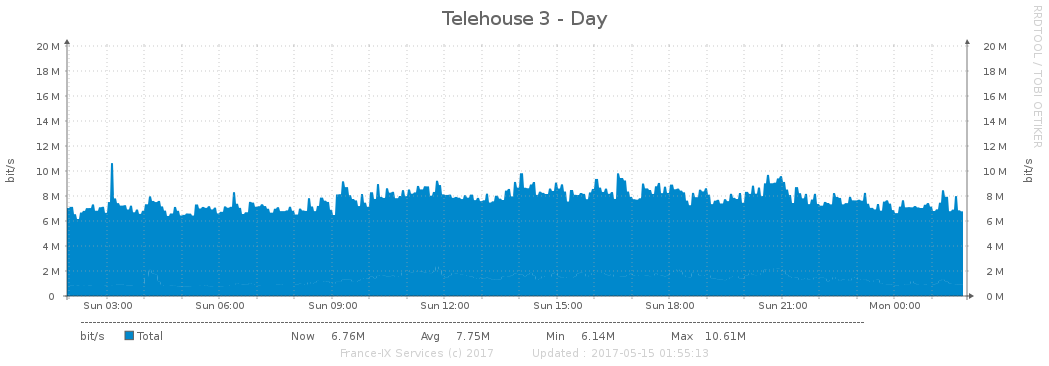 Telehouse 3 - Day
RRDTOOL / TOBI OETIKER
bit/s
20 M
18 M
16 M
14 M
12 M
10 M
8 M
6 M
4 M
2 M
0
20 M
18 M
16 M
14 M
12 M
10 M
8 M
6 M
4 M
2 M
0 M
bit/s
Sun 03:00 Sun 06:00 Sun 09:00 Sun 12:00 Sun 15:00 Sun 18:00 Sun 21:00 Mon 00:00
bit/s Total Now 6.76M Avg 7.75M Min 6.14M Max 10.61M
France-IX Services (c) 2017 Updated : 2017-05-15 01:55:13